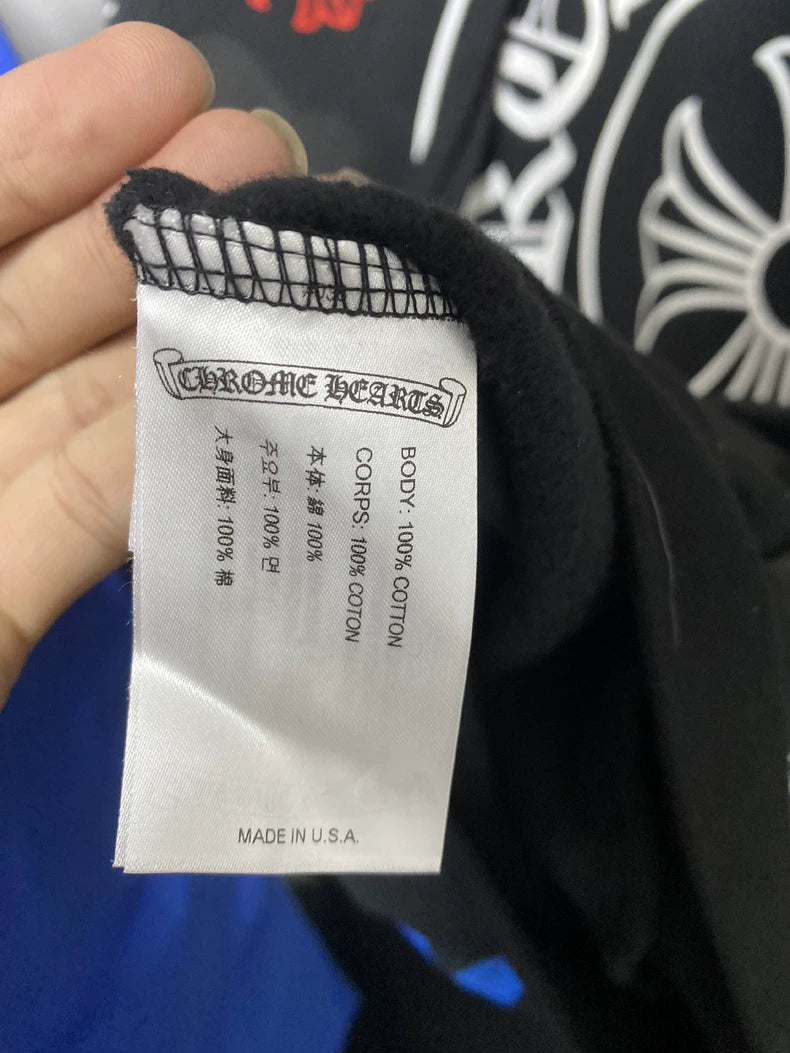 CHROME HEARTS
BODY: 100% COTTON
CORPS: 100% COTON
本体: 綿 100%
주요부: 100% 면
大身面料: 100% 棉
MADE IN U.S.A.